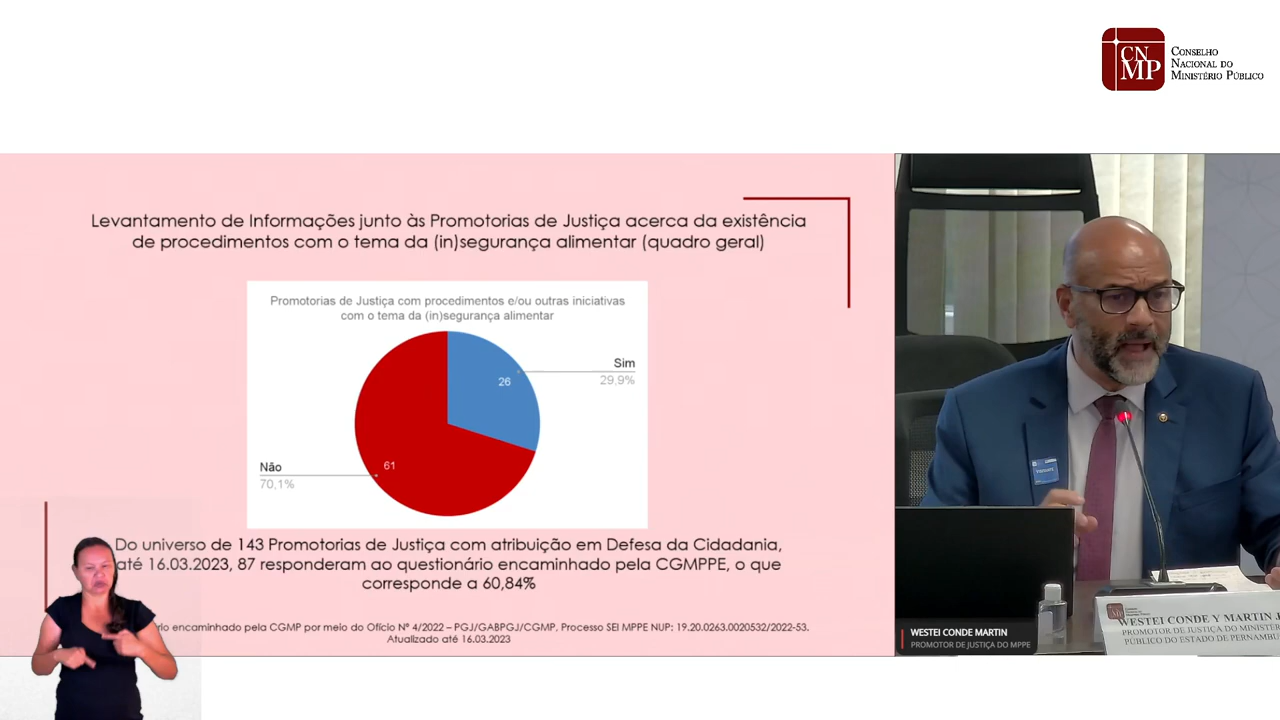 CN
MP
CONSELHO
NACIONAL DO
MINISTÉRIO PÚBLICO
Levantamento de Informações junto às Promotorias de Justiça acerca da existência
de procedimentos com o tema da (in)segurança alimentar (quadro geral)
Promotorias de Justiça com procedimentos e/ou outras iniciativas
com o tema da (in)segurança alimentar
Sim
29,9%
26
61
Não
70,1%
Do universo de 143 Promotorias de Justiça com atribuição em Defesa da Cidadania,
até 16.03.2023, 87 responderam ao questionário encaminhado pela CGMPPE, o que
corresponde a 60,84%
encaminhado pela CGMP por meio do Ofício Nº 4/2022 – PGJ/GABPGJ/CGMP, Processo SEI MPPE NUP: 19.20.0263.0020532/2022-53.
Atualizado até 16.03.2023
WESTEI CONDE MARTIN
PROMOTOR DE JUSTIÇA DO MPPE
WESTEI CONDE Y MARTIN
PROMOTOR DE JUSTIÇA DO
PÚBLICO DO ESTADO DE